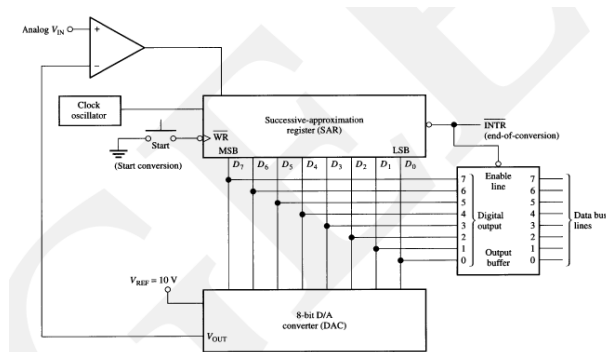 Analog V_IN
+
−
Clock
oscillator
Successive-approximation
register (SAR)
WR
Start
(Start conversion)
MSB
LSB
D7 D6 D5 D4 D3 D2 D1 D0
INTR
(end-of-conversion)
Enable
line
7
6
5
4
3
2
1
0
Digital
output
Output
buffer
7
6
5
4
3
2
1
0
Data bus
lines
V_REF = 10 V
8-bit D/A
converter (DAC)
V_OUT